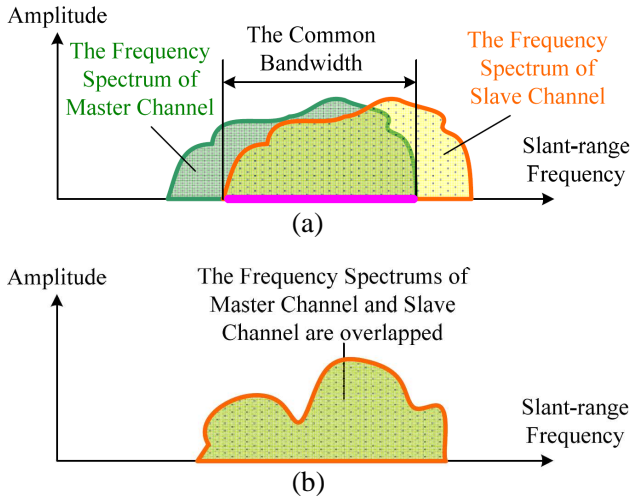 Amplitude
The Frequency
Spectrum of
Master Channel
The Common
Bandwidth
The Frequency
Spectrum of
Slave Channel
Slant-range
Frequency
(a)
Amplitude
The Frequency Spectrums of
Master Channel and Slave
Channel are overlapped
Slant-range
Frequency
(b)